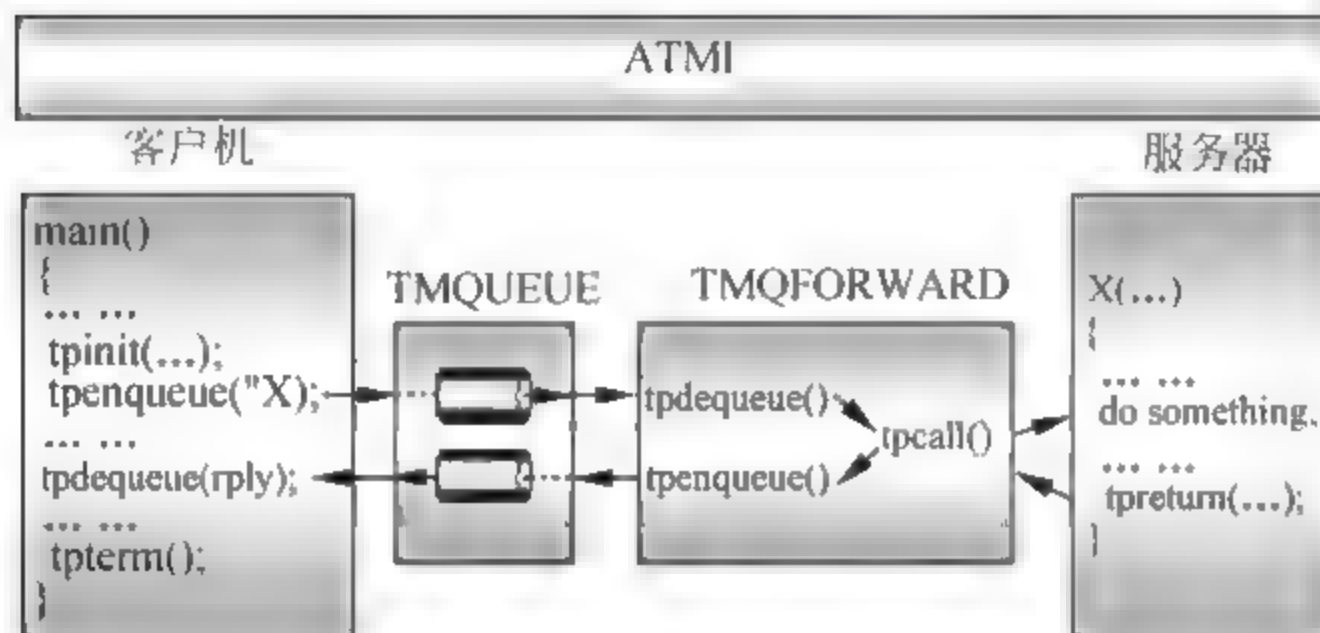 ATMI
客户机
服务器
main()
{
... ...
tpinit(...);
tpenqueue("X);
... ...
tpdequeue(rply);
... ...
tpterm();
}
TMQUEUE
TMQFORWARD
tpdequeue()
tpcall()
tpenqueue()
X(...)
{
... ...
do something.
... ...
tpreturn(...);
}